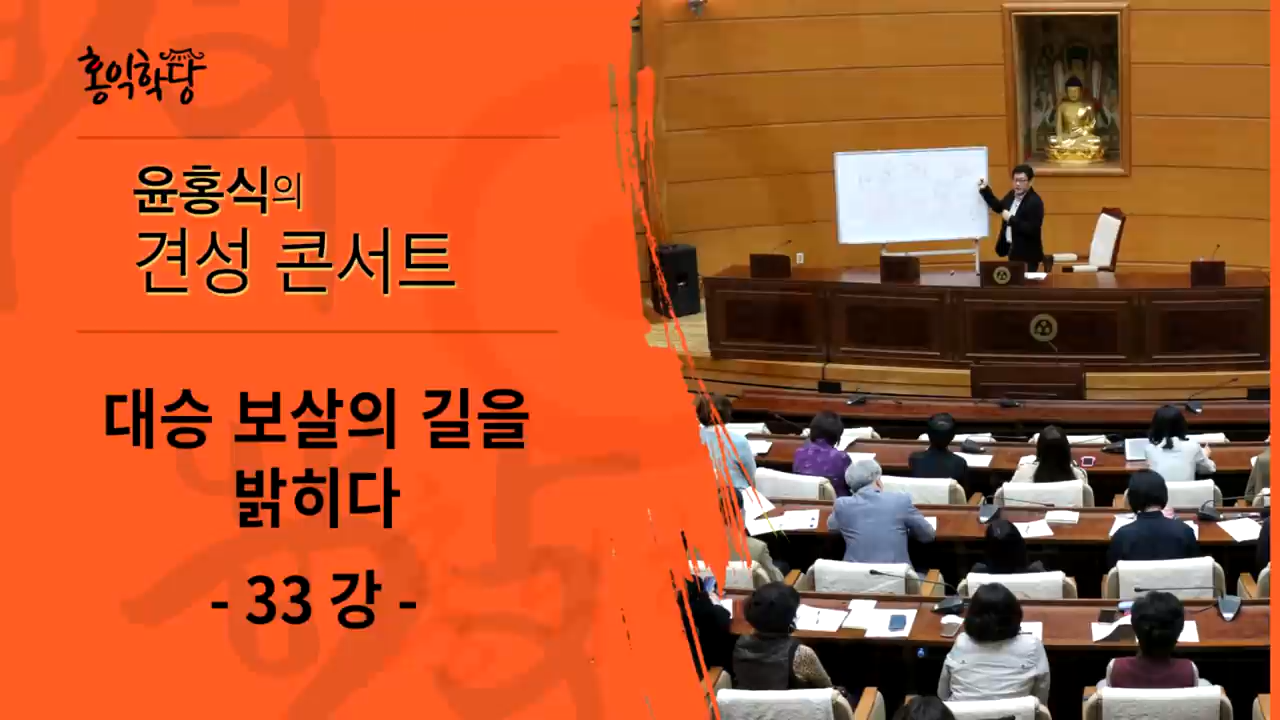 홍익학당
윤홍식의
견성 콘서트
대승 보살의 길을
밝히다
- 33 강 -